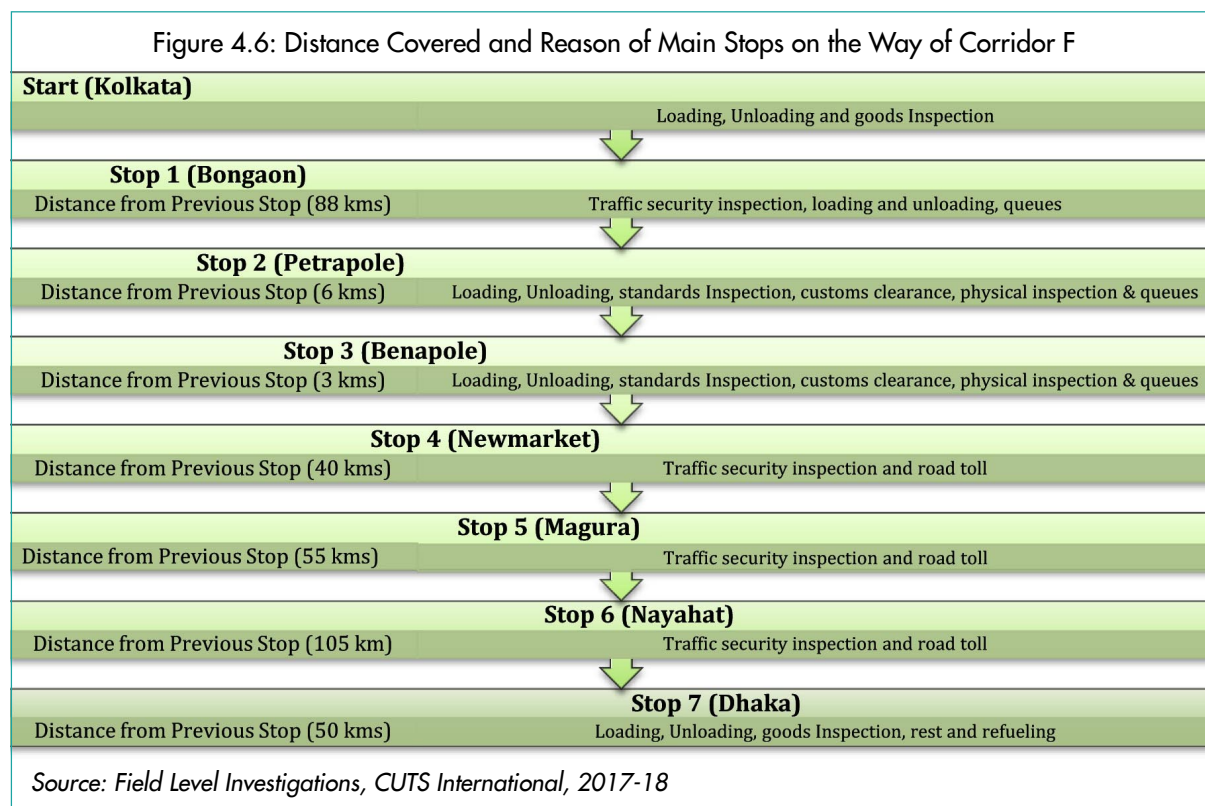 Figure 4.6: Distance Covered and Reason of Main Stops on the Way of Corridor F
Start (Kolkata)
Loading, Unloading and goods Inspection
Stop 1 (Bongaon)
Distance from Previous Stop (88 kms) Traffic security inspection, loading and unloading, queues
Stop 2 (Petrapole)
Distance from Previous Stop (6 kms) Loading, Unloading, standards Inspection, customs clearance, physical inspection & queues
Stop 3 (Benapole)
Distance from Previous Stop (3 kms) Loading, Unloading, standards Inspection, customs clearance, physical inspection & queues
Stop 4 (Newmarket)
Distance from Previous Stop (40 kms) Traffic security inspection and road toll
Stop 5 (Magura)
Distance from Previous Stop (55 kms) Traffic security inspection and road toll
Stop 6 (Nayahat)
Distance from Previous Stop (105 km) Traffic security inspection and road toll
Stop 7 (Dhaka)
Distance from Previous Stop (50 kms) Loading, Unloading, goods Inspection, rest and refueling
Source: Field Level Investigations, CUTS International, 2017-18